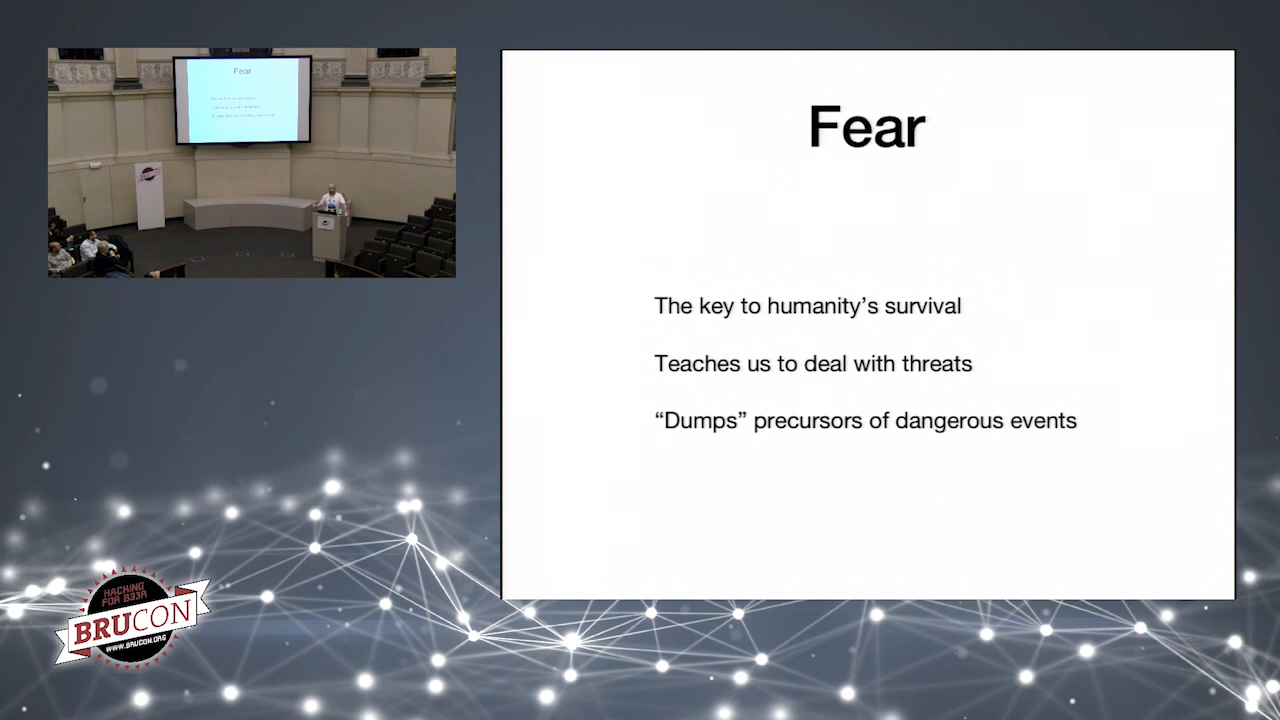 Fear
Fear
The key to humanity’s survival
Teaches us to deal with threats
“Dumps” precursors of dangerous events
HACKING
FOR B33R
BRUCON
WWW.BRUCON.ORG